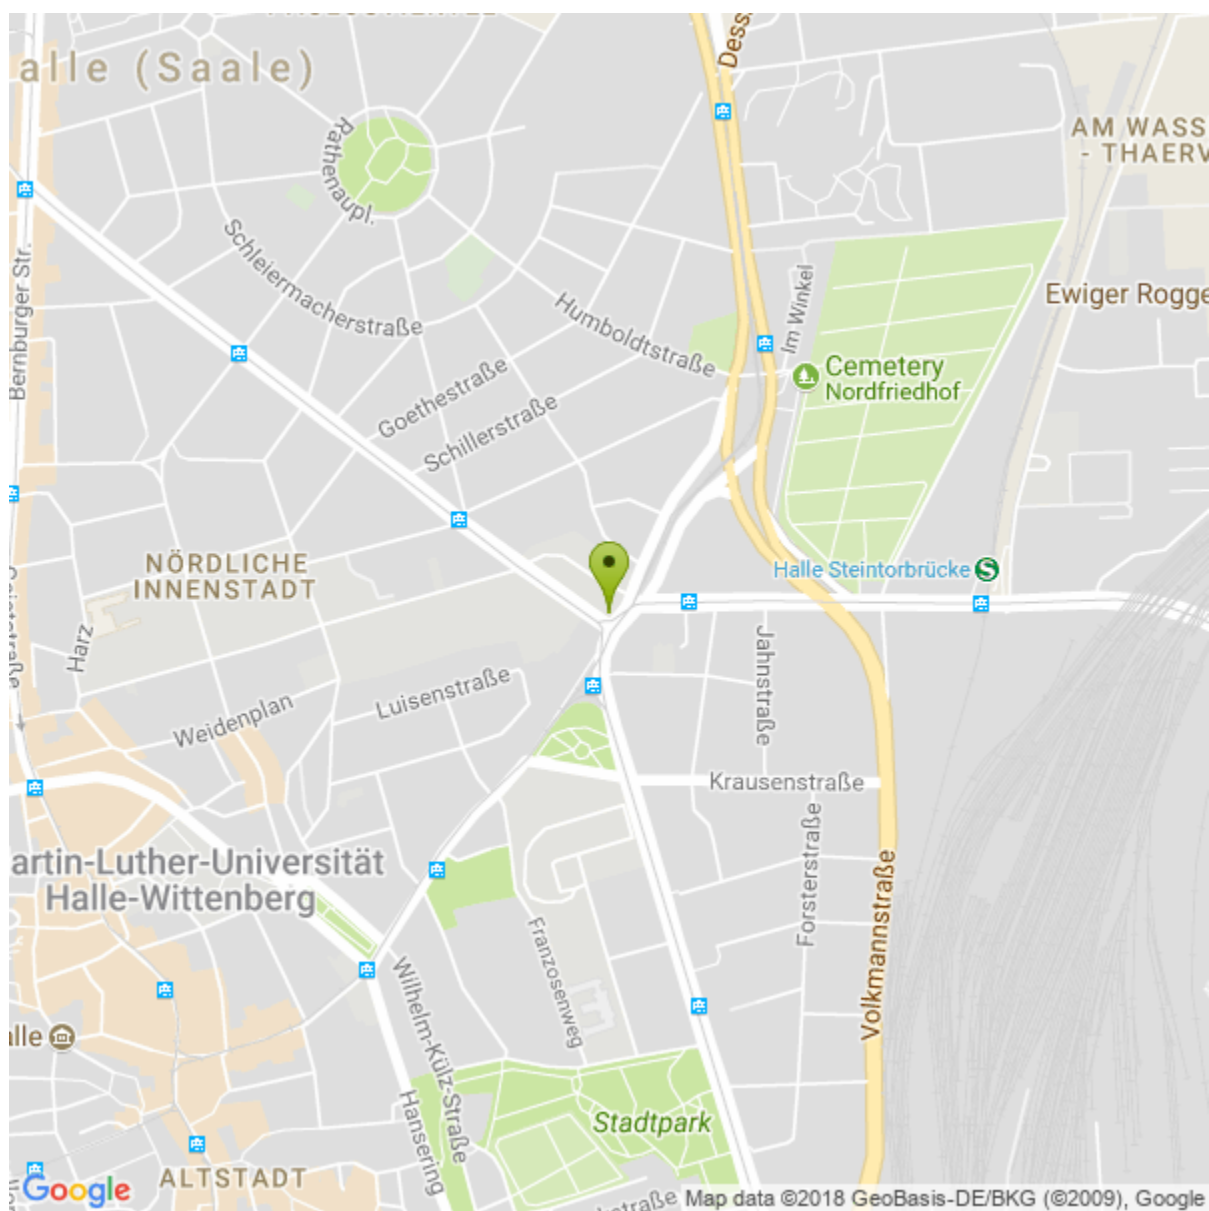 alle (Saale)
Dess
Rathenaupl.
AM WASS
- THAERV
Bernburger Str.
Schleiermacherstraße
Humboldtstraße
Im Winkel
Ewiger Rogge
Goethestraße
Schillerstraße
Cemetery
Nordfriedhof
NÖRDLICHE
INNENSTADT
Halle Steintorbrücke
S
Harz
Luisenstraße
Jahnstraße
Weidenplan
Krausenstraße
Forsterstraße
Volkmannstraße
artin-Luther-Universität
Halle-Wittenberg
Franzosenweg
Wilhelm-Külz-Straße
alle
Hansering
Stadtpark
ALTSTADT
Google
Map data ©2018 GeoBasis-DE/BKG (©2009), Google